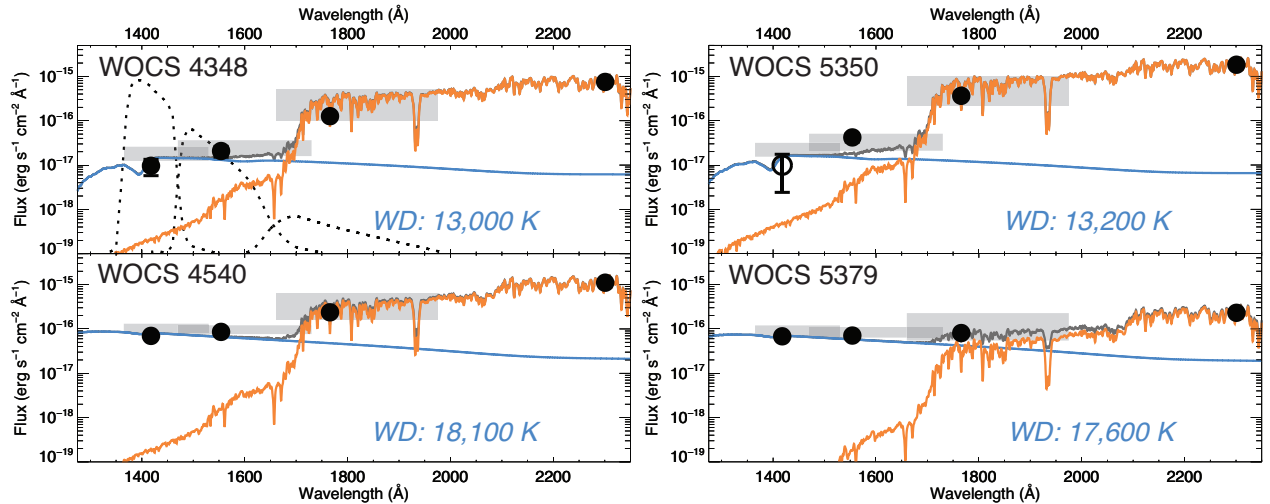 Wavelength (Å)
Wavelength (Å)
1400 1600 1800 2000 2200
1400 1600 1800 2000 2200
WOCS 4348
WOCS 5350
10⁻¹⁵
10⁻¹⁶
10⁻¹⁷
10⁻¹⁸
10⁻¹⁹
Flux (erg s⁻¹ cm⁻² Å⁻¹)
WD: 13,000 K
10⁻¹⁵
10⁻¹⁶
10⁻¹⁷
10⁻¹⁸
10⁻¹⁹
Flux (erg s⁻¹ cm⁻² Å⁻¹)
WD: 13,200 K
WOCS 4540
WOCS 5379
10⁻¹⁵
10⁻¹⁶
10⁻¹⁷
10⁻¹⁸
10⁻¹⁹
Flux (erg s⁻¹ cm⁻² Å⁻¹)
WD: 18,100 K
10⁻¹⁵
10⁻¹⁶
10⁻¹⁷
10⁻¹⁸
10⁻¹⁹
Flux (erg s⁻¹ cm⁻² Å⁻¹)
WD: 17,600 K
1400 1600 1800 2000 2200
1400 1600 1800 2000 2200
Wavelength (Å)
Wavelength (Å)